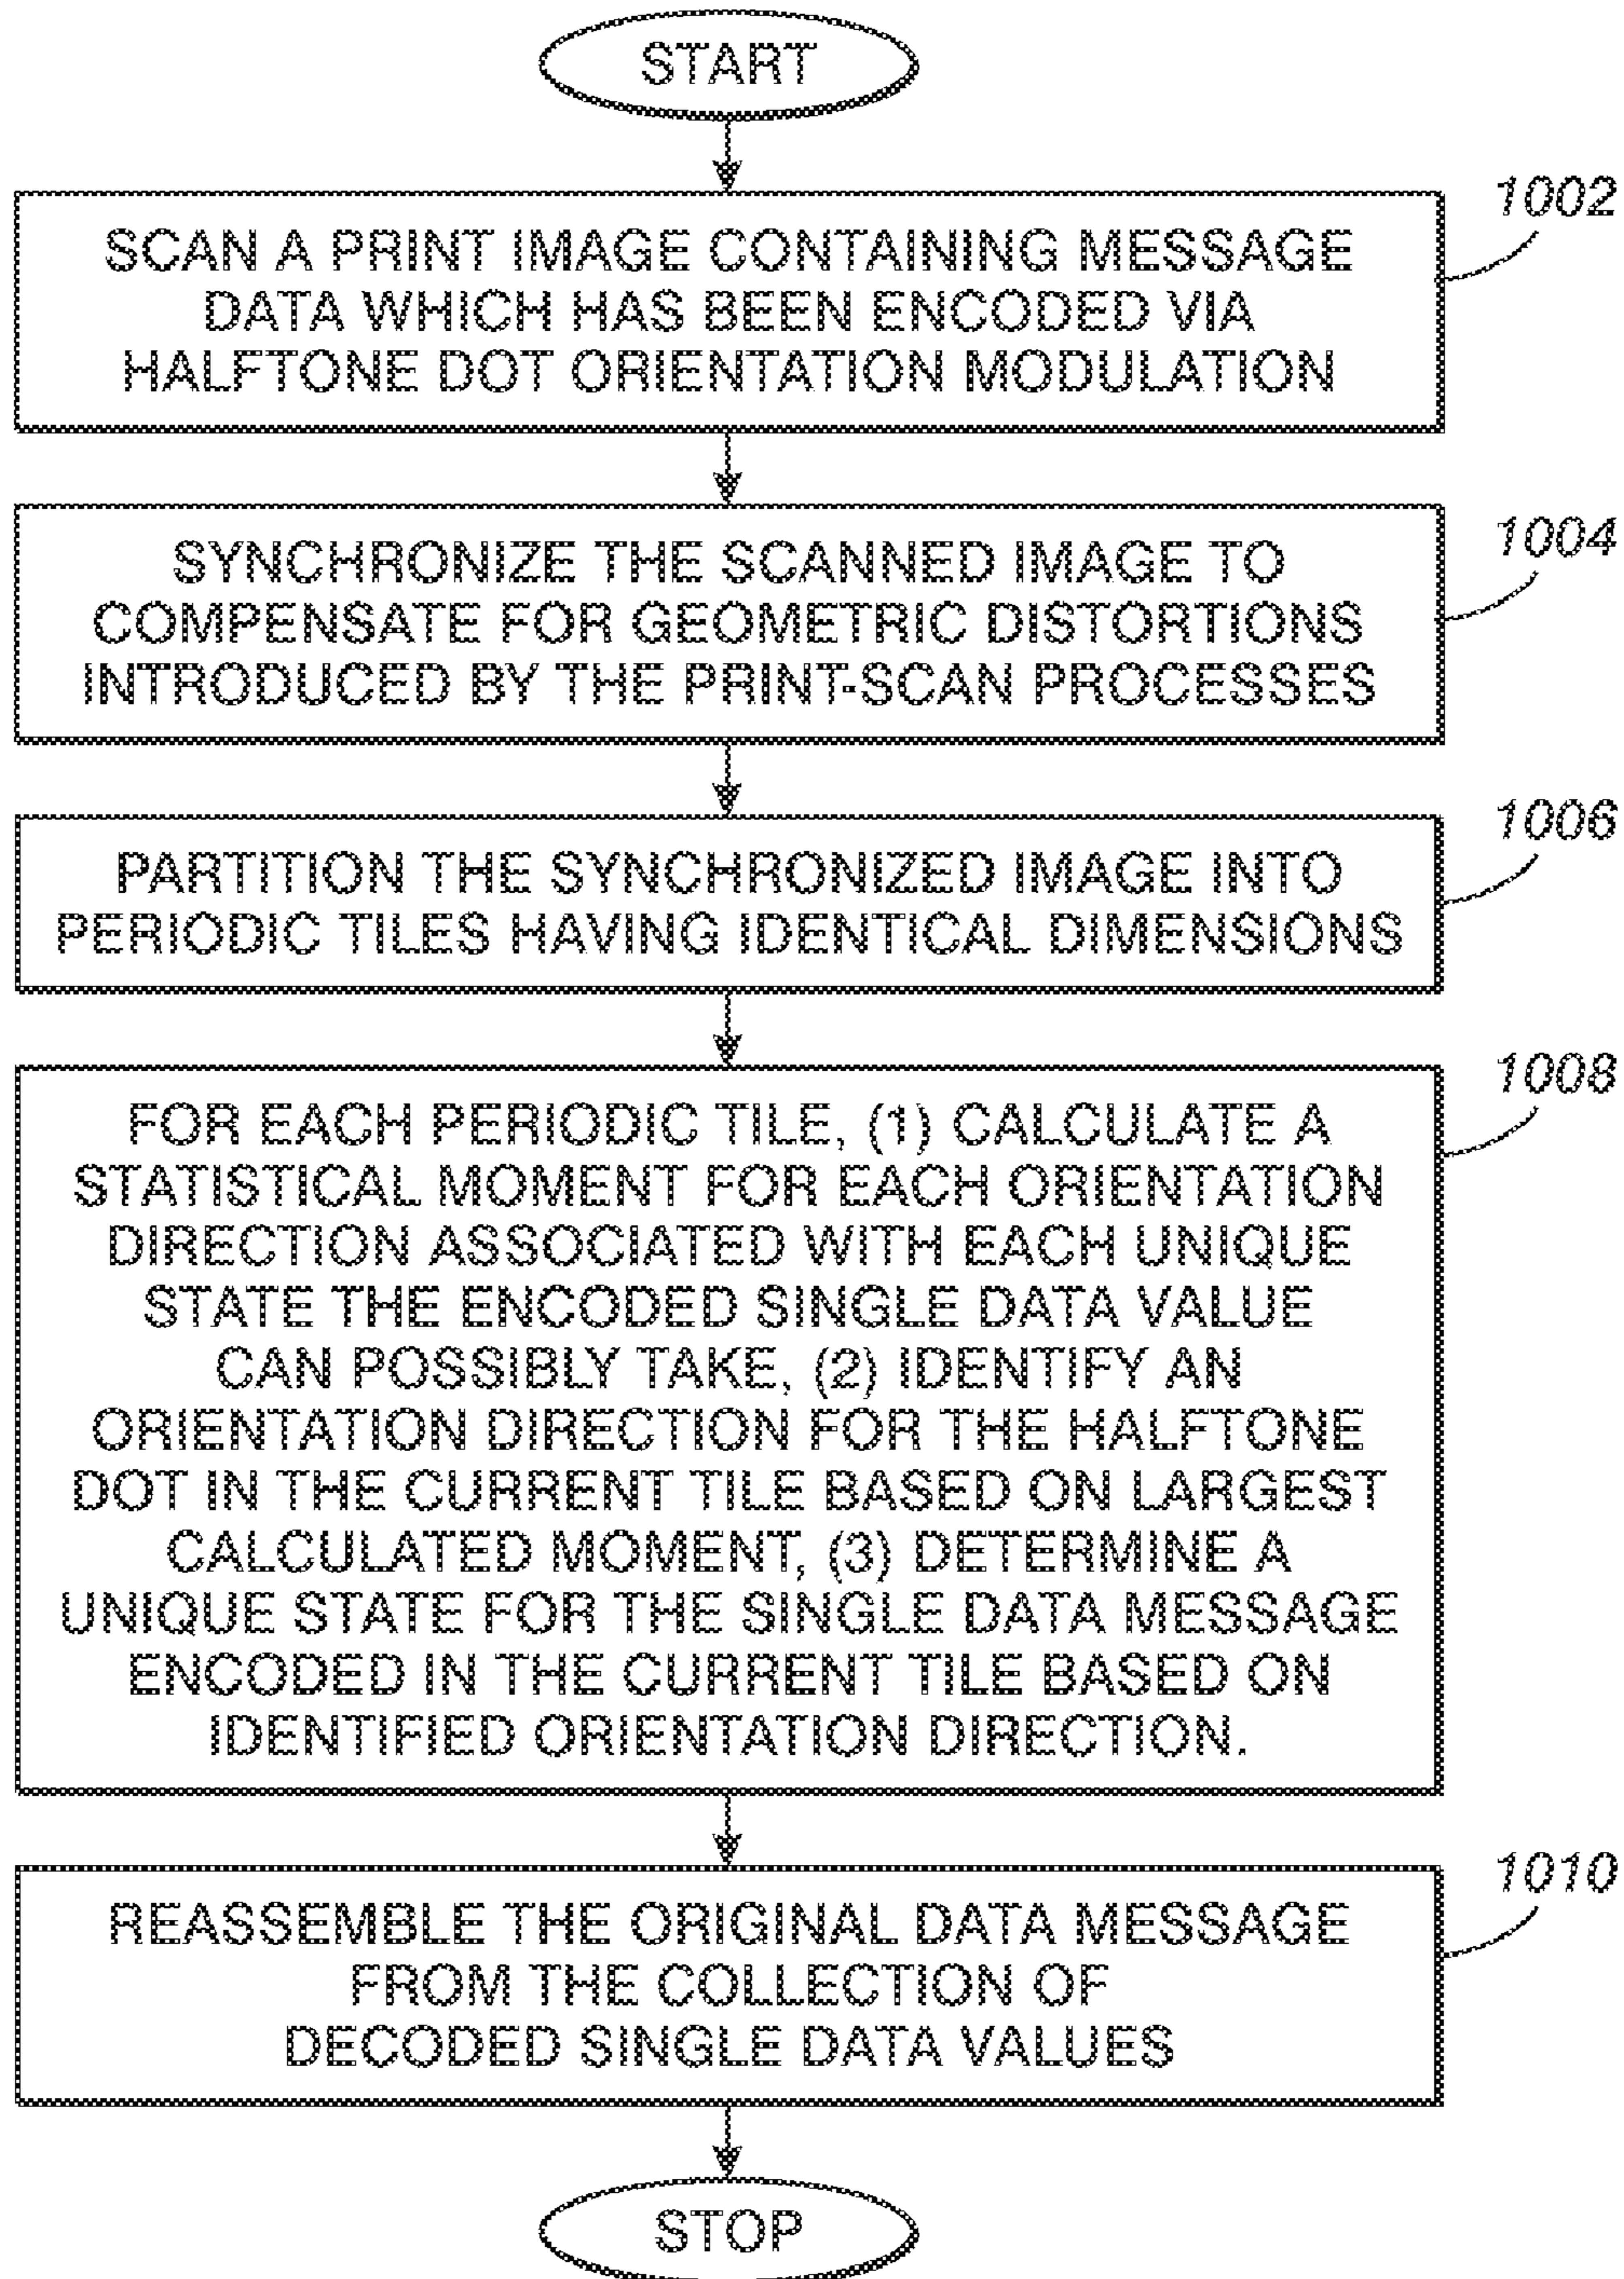 START
1002
SCAN A PRINT IMAGE CONTAINING MESSAGE
DATA WHICH HAS BEEN ENCODED VIA
HALFTONE DOT ORIENTATION MODULATION
1004
SYNCHRONIZE THE SCANNED IMAGE TO
COMPENSATE FOR GEOMETRIC DISTORTIONS
INTRODUCED BY THE PRINT-SCAN PROCESSES
1006
PARTITION THE SYNCHRONIZED IMAGE INTO
PERIODIC TILES HAVING IDENTICAL DIMENSIONS
1008
FOR EACH PERIODIC TILE, (1) CALCULATE A
STATISTICAL MOMENT FOR EACH ORIENTATION
DIRECTION ASSOCIATED WITH EACH UNIQUE
STATE THE ENCODED SINGLE DATA VALUE
CAN POSSIBLY TAKE, (2) IDENTIFY AN
ORIENTATION DIRECTION FOR THE HALFTONE
DOT IN THE CURRENT TILE BASED ON LARGEST
CALCULATED MOMENT, (3) DETERMINE A
UNIQUE STATE FOR THE SINGLE DATA MESSAGE
ENCODED IN THE CURRENT TILE BASED ON
IDENTIFIED ORIENTATION DIRECTION.
1010
REASSEMBLE THE ORIGINAL DATA MESSAGE
FROM THE COLLECTION OF
DECODED SINGLE DATA VALUES
STOP